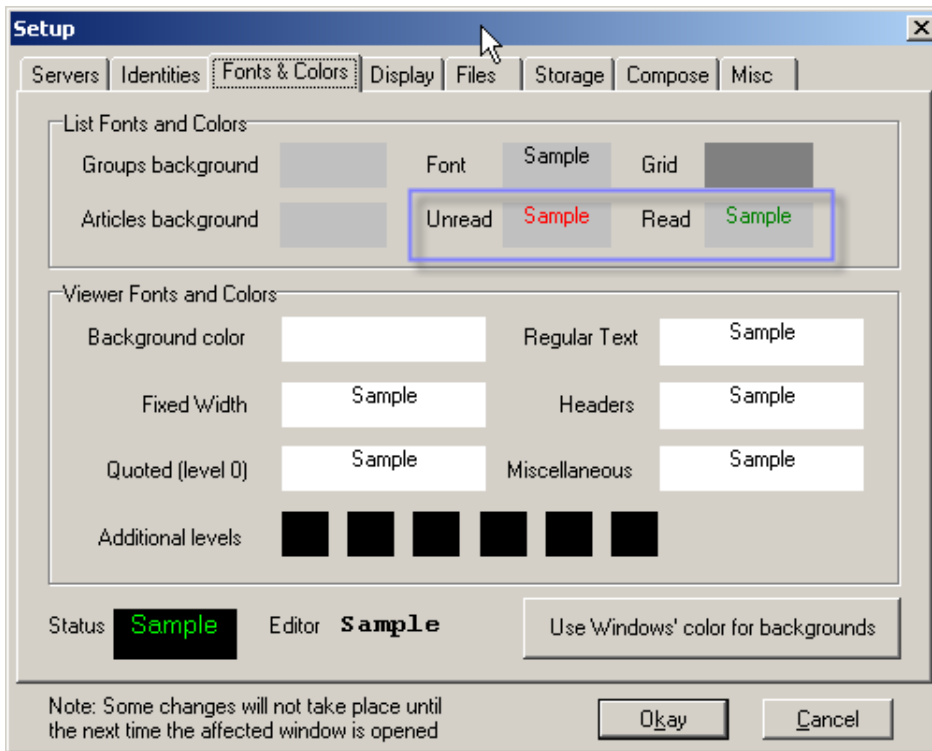 Setup
Servers Identities Fonts & Colors Display Files Storage Compose Misc
List Fonts and Colors
Groups background Font Sample Grid
Articles background Unread Sample Read Sample
Viewer Fonts and Colors
Background color Regular Text Sample
Fixed Width Sample Headers Sample
Quoted (level 0) Sample Miscellaneous Sample
Additional levels
Status Sample Editor Sample Use Windows' color for backgrounds
Note: Some changes will not take place until
the next time the affected window is opened
Okay Cancel